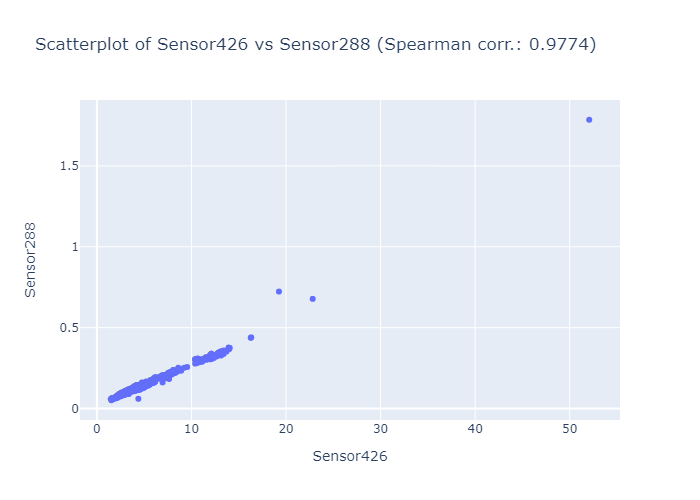 Scatterplot of Sensor426 vs Sensor288 (Spearman corr.: 0.9774)
Sensor288
1.5
1
0.5
0
0 10 20 30 40 50
Sensor426